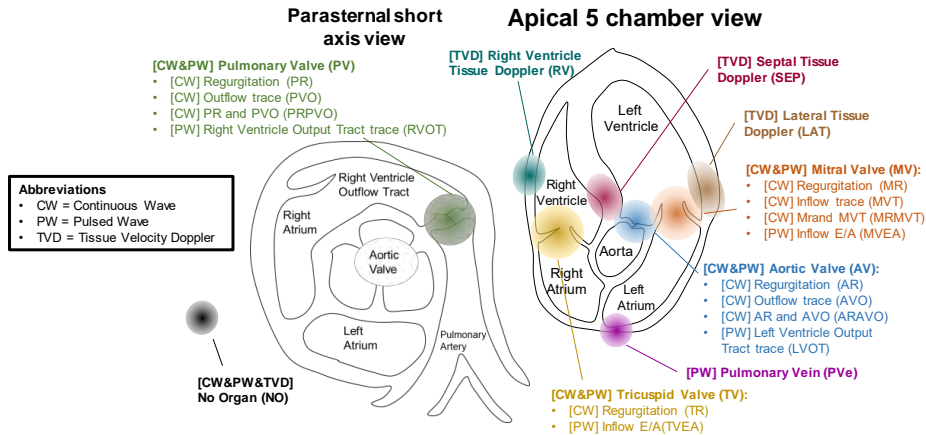 Parasternal short
axis view
Apical 5 chamber view
[CW&PW] Pulmonary Valve (PV)
• [CW] Regurgitation (PR)
• [CW] Outflow trace (PVO)
• [CW] PR and PVO (PRPVO)
• [PW] Right Ventricle Output Tract trace (RVOT)
[TVD] Right Ventricle
Tissue Doppler (RV)
[TVD] Septal Tissue
Doppler (SEP)
[TVD] Lateral Tissue
Doppler (LAT)
[CW&PW] Mitral Valve (MV):
• [CW] Regurgitation (MR)
• [CW] Inflow trace (MVT)
• [CW] Mrand MVT (MRMVT)
• [PW] Inflow E/A (MVEA)
[CW&PW] Aortic Valve (AV):
• [CW] Regurgitation (AR)
• [CW] Outflow trace (AVO)
• [CW] AR and AVO (ARAVO)
• [PW] Left Ventricle Output
Tract trace (LVOT)
[PW] Pulmonary Vein (PVe)
[CW&PW] Tricuspid Valve (TV):
• [CW] Regurgitation (TR)
• [PW] Inflow E/A(TVEA)
Abbreviations
• CW = Continuous Wave
• PW = Pulsed Wave
• TVD = Tissue Velocity Doppler
[CW&PW&TVD]
No Organ (NO)
Right Ventricle
Outflow Tract
Right
Atrium
Aortic
Valve
Left
Atrium
Pulmonary
Artery
Left
Ventricle
Right
Ventricle
Aorta
Right
Atrium
Left
Atrium